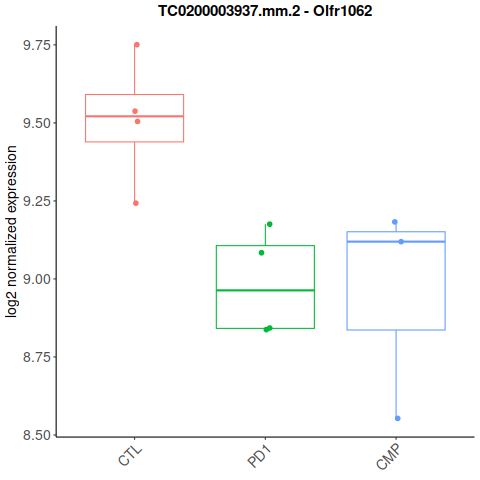 TC0200003937.mm.2 - Olfr1062
log2 normalized expression
9.75
9.50
9.25
9.00
8.75
8.50
CTL
PD1
CMP